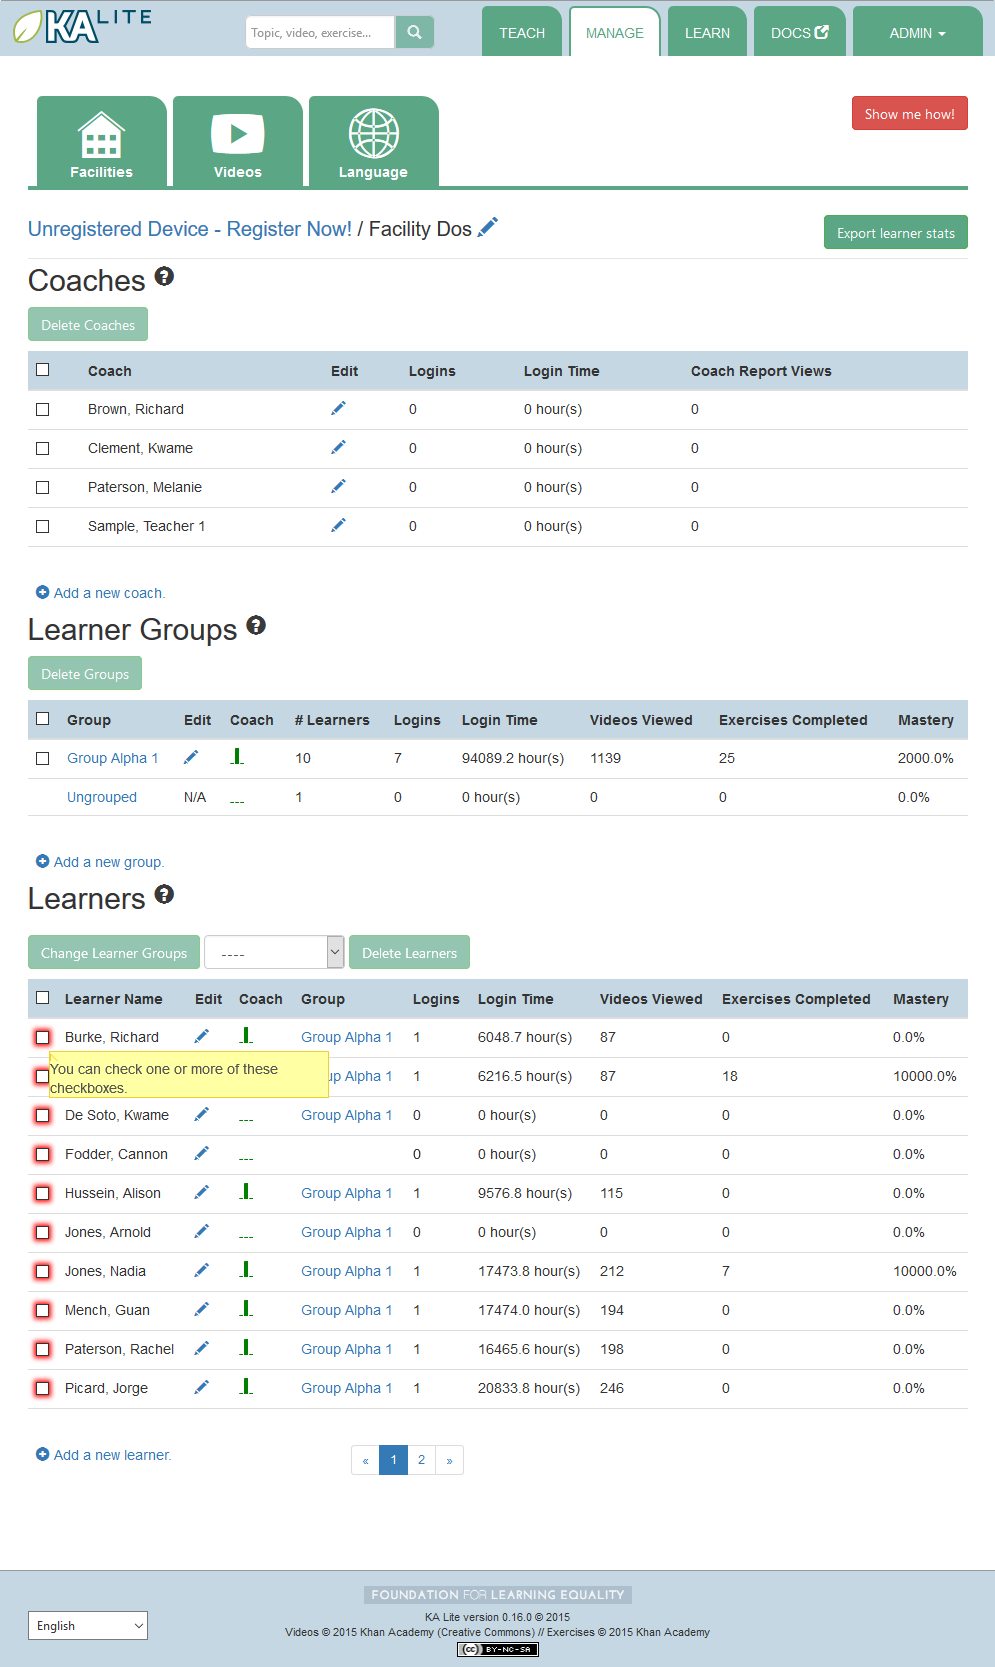 KA LITE
Topic, video, exercise...
TEACH MANAGE LEARN DOCS ADMIN
Facilities Videos Language
Show me how!
Unregistered Device - Register Now! / Facility Dos
Export learner stats
Coaches
Delete Coaches
Coach Edit Logins Login Time Coach Report Views
Brown, Richard 0 0 hour(s) 0
Clement, Kwame 0 0 hour(s) 0
Paterson, Melanie 0 0 hour(s) 0
Sample, Teacher 1 0 0 hour(s) 0
Add a new coach.
Learner Groups
Delete Groups
Group Edit Coach # Learners Logins Login Time Videos Viewed Exercises Completed Mastery
Group Alpha 1 10 7 94089.2 hour(s) 1139 25 2000.0%
Ungrouped N/A 1 0 0 hour(s) 0 0 0.0%
Add a new group.
Learners
Change Learner Groups ---- Delete Learners
Learner Name Edit Coach Group Logins Login Time Videos Viewed Exercises Completed Mastery
Burke, Richard Group Alpha 1 1 6048.7 hour(s) 87 0 0.0%
You can check one or more of these
checkboxes.
Alpha 1 1 6216.5 hour(s) 87 18 10000.0%
De Soto, Kwame Group Alpha 1 0 0 hour(s) 0 0 0.0%
Fodder, Cannon 0 0 hour(s) 0 0 0.0%
Hussein, Alison Group Alpha 1 1 9576.8 hour(s) 115 0 0.0%
Jones, Arnold Group Alpha 1 0 0 hour(s) 0 0 0.0%
Jones, Nadia Group Alpha 1 1 17473.8 hour(s) 212 7 10000.0%
Mench, Guan Group Alpha 1 1 17474.0 hour(s) 194 0 0.0%
Paterson, Rachel Group Alpha 1 1 16465.6 hour(s) 198 0 0.0%
Picard, Jorge Group Alpha 1 1 20833.8 hour(s) 246 0 0.0%
Add a new learner.
« 1 2 »
FOUNDATION FOR LEARNING EQUALITY
English
KA Lite version 0.16.0 © 2015
Videos © 2015 Khan Academy (Creative Commons) // Exercises © 2015 Khan Academy
cc BY-NC-SA